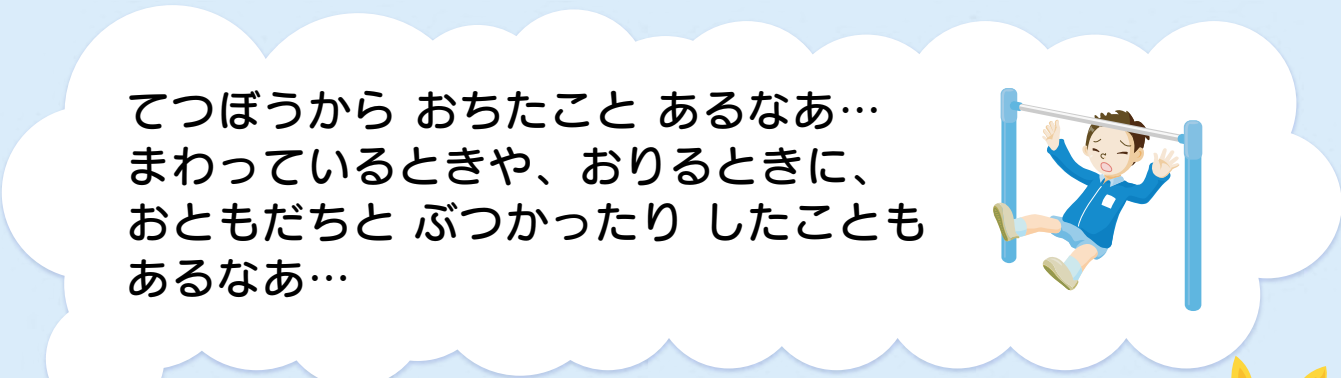 てつぼうから おちたこと あるなあ…
まわっているときや、おりるときに、
おともだちと ぶつかったり したことも
あるなあ…